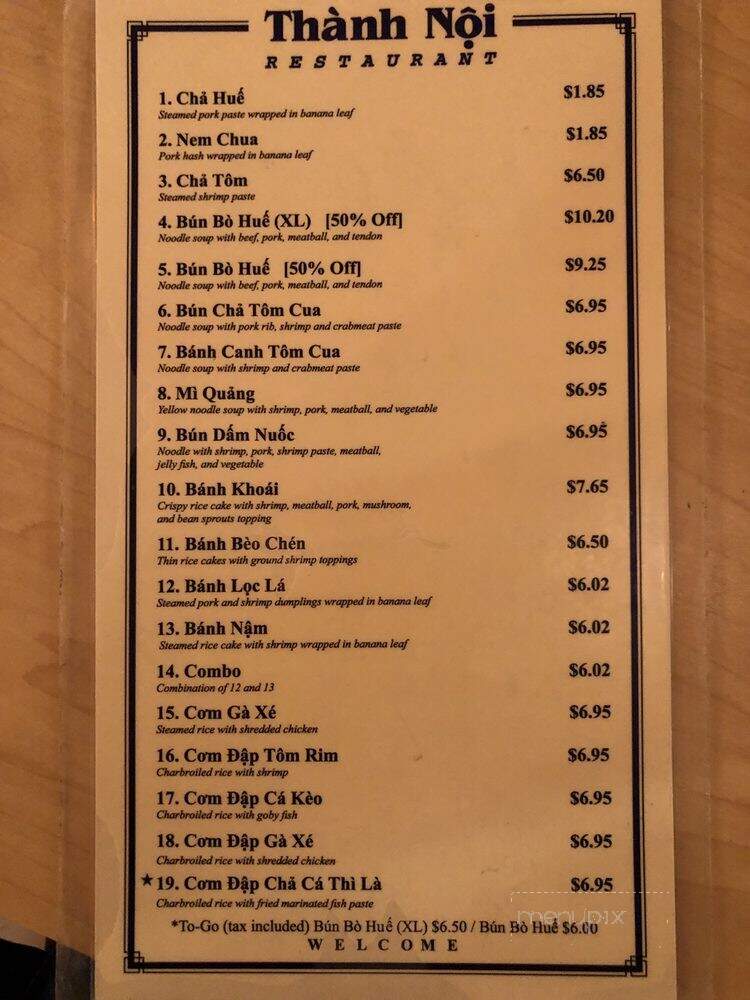 Thành Nội
RESTAURANT
1. Chả Huế $1.85
Steamed pork paste wrapped in banana leaf
2. Nem Chua $1.85
Pork hash wrapped in banana leaf
3. Chả Tôm $6.50
Steamed shrimp paste
4. Bún Bò Huế (XL) [50% Off] $10.20
Noodle soup with beef, pork, meatball, and tendon
5. Bún Bò Huế [50% Off] $9.25
Noodle soup with beef, pork, meatball, and tendon
6. Bún Chả Tôm Cua $6.95
Noodle soup with pork rib, shrimp and crabmeat paste
7. Bánh Canh Tôm Cua $6.95
Noodle soup with shrimp and crabmeat paste
8. Mì Quảng $6.95
Yellow noodle soup with shrimp, pork, meatball, and vegetable
9. Bún Dấm Nuốc $6.95
Noodle with shrimp, pork, shrimp paste, meatball,
jelly fish, and vegetable
10. Bánh Khoái $7.65
Crispy rice cake with shrimp, meatball, pork, mushroom,
and bean sprouts topping
11. Bánh Bèo Chén $6.50
Thin rice cakes with ground shrimp toppings
12. Bánh Lọc Lá $6.02
Steamed pork and shrimp dumplings wrapped in banana leaf
13. Bánh Nậm $6.02
Steamed rice cake with shrimp wrapped in banana leaf
14. Combo $6.02
Combination of 12 and 13
15. Cơm Gà Xé $6.95
Steamed rice with shredded chicken
16. Cơm Đập Tôm Rim $6.95
Charbroiled rice with shrimp
17. Cơm Đập Cá Kèo $6.95
Charbroiled rice with goby fish
18. Cơm Đập Gà Xé $6.95
Charbroiled rice with shredded chicken
★19. Cơm Đập Chả Cá Thì Là $6.95
Charbroiled rice with fried marinated fish paste
*To-Go (tax included) Bún Bò Huế (XL) $6.50 / Bún Bò Huế $6.00
WELCOME
menupix